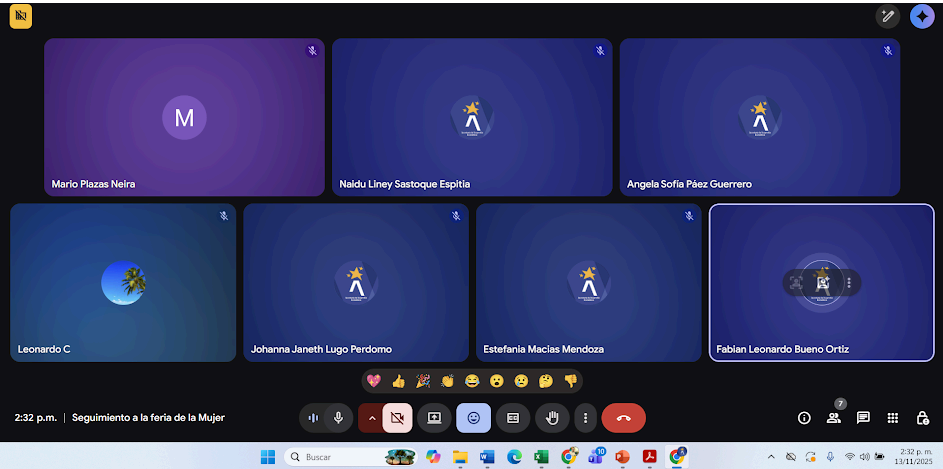 M
Mario Plazas Neira
Naidu Liney Sastoque Espitia
Angela Sofía Páez Guerrero
Leonardo C
Johanna Janeth Lugo Perdomo
Estefania Macias Mendoza
Fabian Leonardo Bueno Ortiz
2:32 p.m. | Seguimiento a la feria de la Mujer
7
Buscar
10
2:32 p. m.
13/11/2025